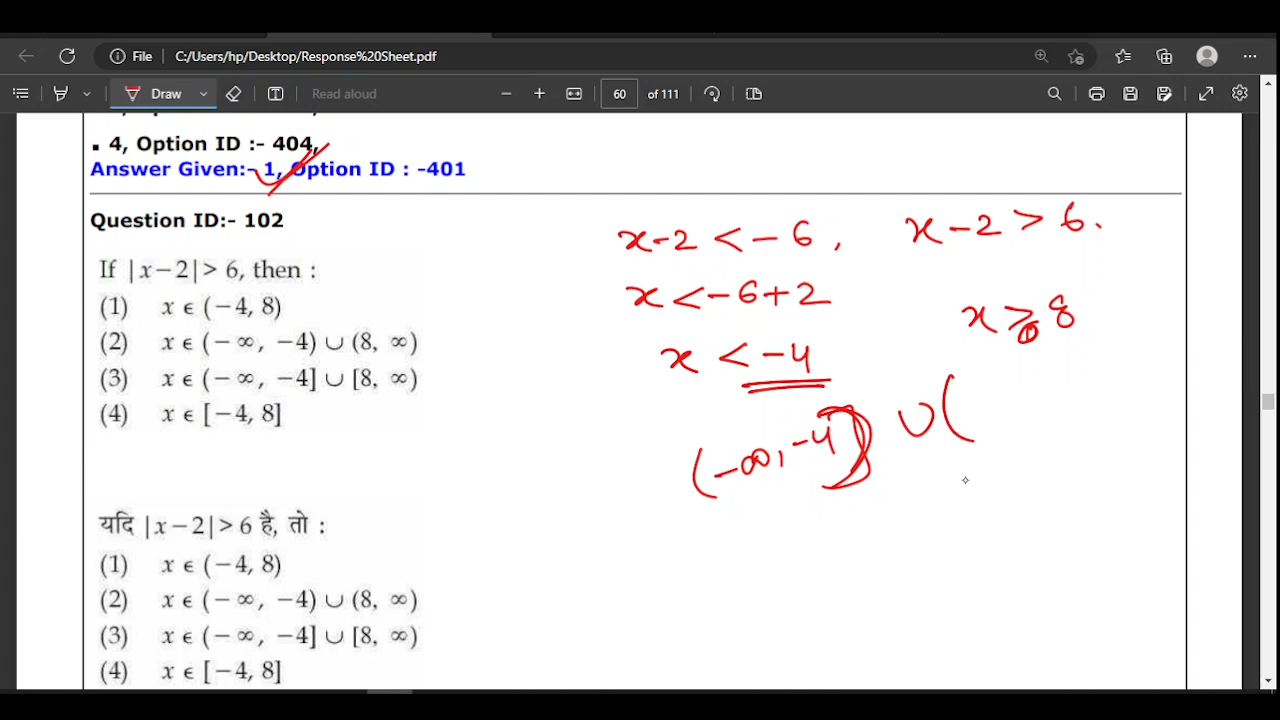 File C:/Users/hp/Desktop/Response%20Sheet.pdf
Draw Read aloud 60 of 111
4, Option ID :- 404,
Answer Given:- 1, Option ID : -401
Question ID:- 102
If |x−2|> 6, then :
(1) x ϵ (−4, 8)
(2) x ϵ (−∞, −4) ∪ (8, ∞)
(3) x ϵ (−∞, −4] ∪ [8, ∞)
(4) x ϵ [−4, 8]
यदि |x−2|> 6 है, तो :
(1) x ϵ (−4, 8)
(2) x ϵ (−∞, −4) ∪ (8, ∞)
(3) x ϵ (−∞, −4] ∪ [8, ∞)
(4) x ϵ [−4, 8]
x-2 < -6, x-2 > 6.
x < -6+2
x > 8
x < -4
(-∞, -4) ∪ (